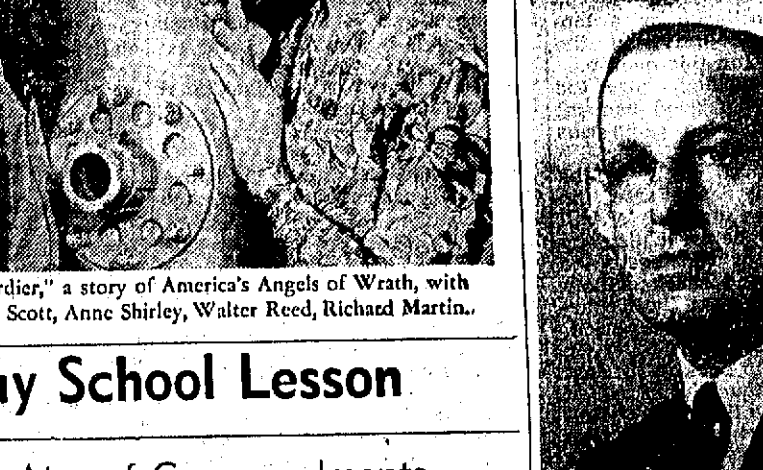 rdier," a story of America's Angels of Wrath, with
Scott, Anne Shirley, Walter Reed, Richard Martin..
ay School Lesson